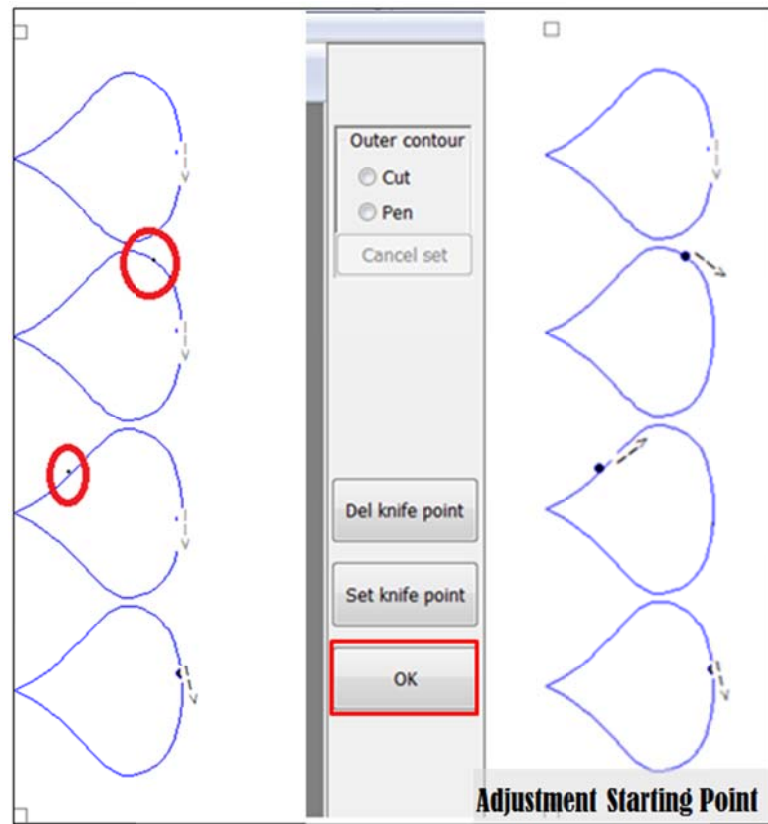 Outer contour
Cut
Pen
Cancel set
Del knife point
Set knife point
OK
Adjustment Starting Point